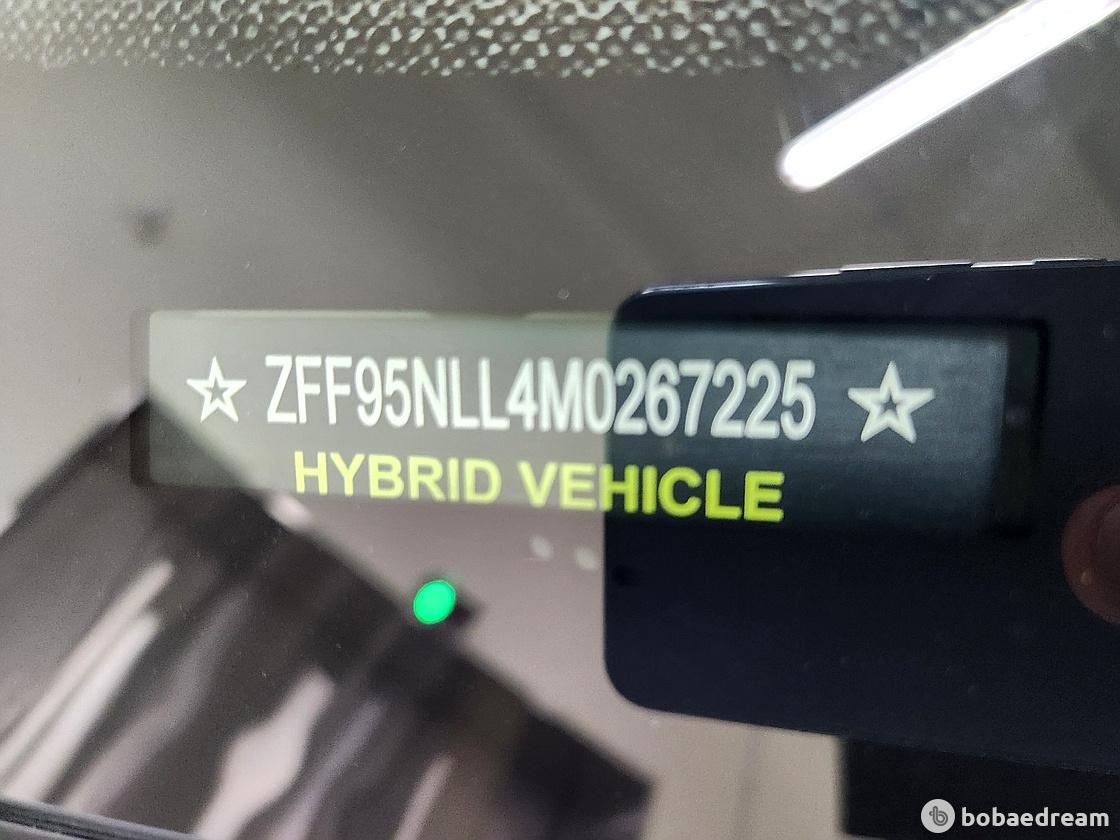 ☆ ZFF95NLL4M0267225 ☆
HYBRID VEHICLE
bobaedream